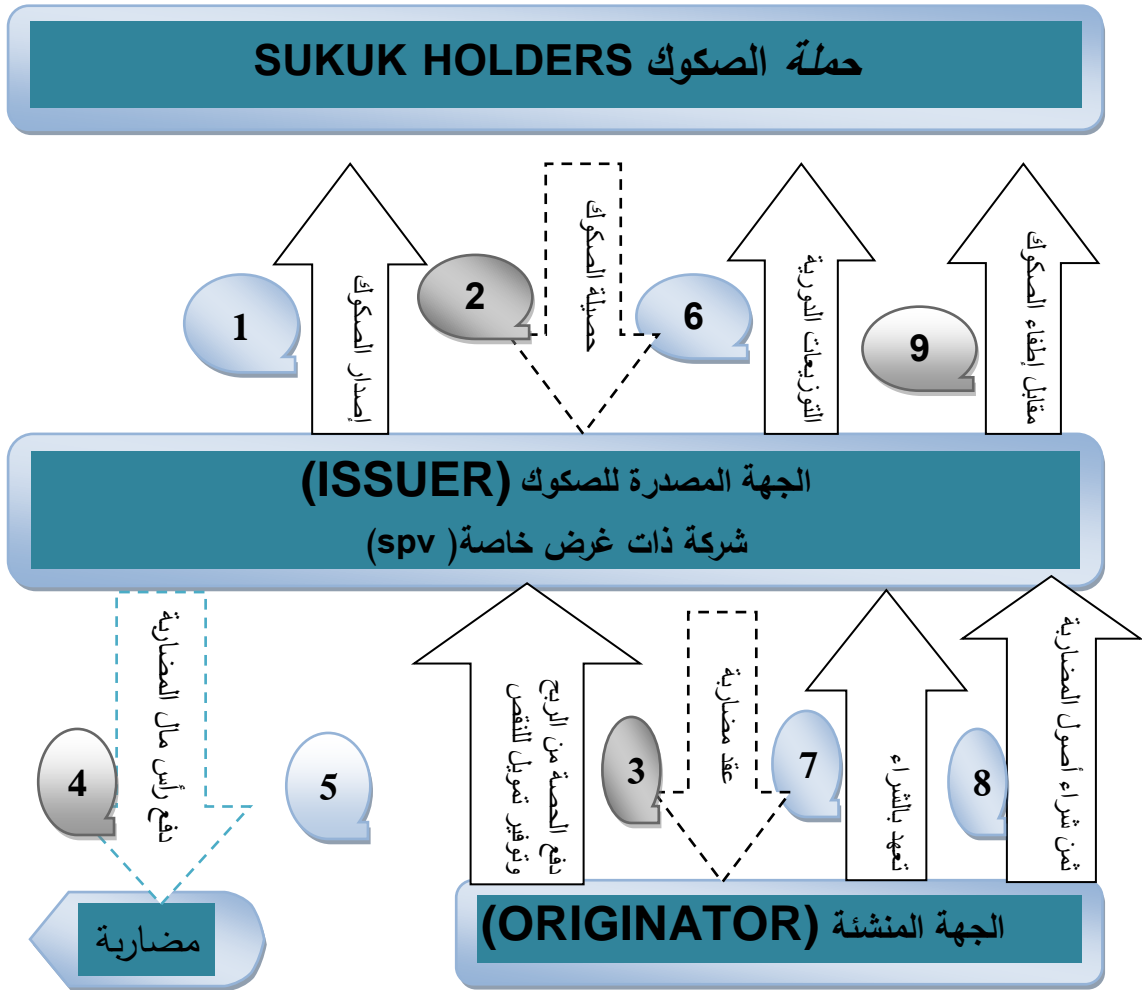 حملة الصكوك SUKUK HOLDERS
1
إصدار الصكوك
2
حصيلة الصكوك
6
التوزيعات الدورية
9
مقابل إطفاء الصكوك
الجهة المصدرة للصكوك (ISSUER)
شركة ذات غرض خاصة( spv)
4
دفع رأس مال المضاربة
5
دفع الحصة من الربح
وتوفير تمويل للنقص
3
عقد مضاربة
7
تعهد بالشراء
8
ثمن شراء أصول المضاربة
مضاربة
الجهة المنشئة (ORIGINATOR)